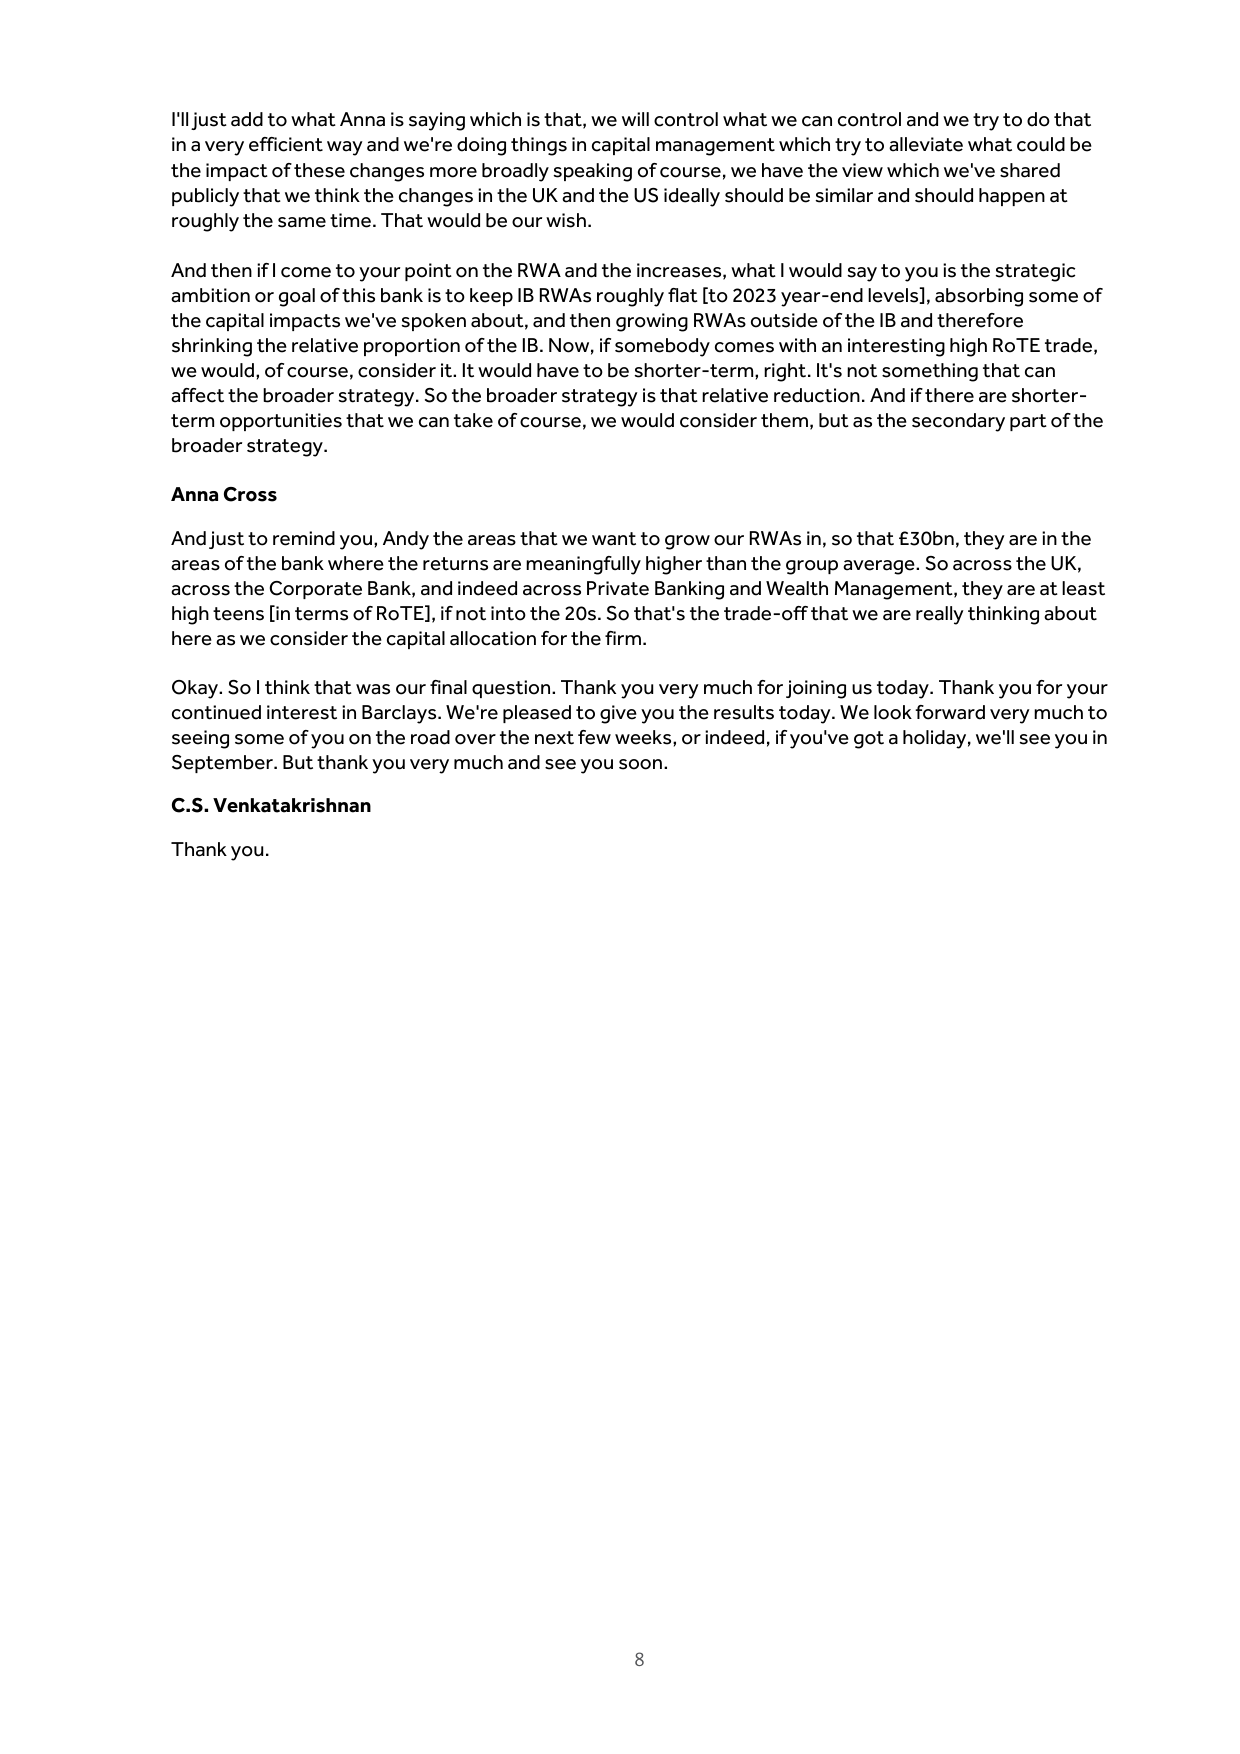 I'll just add to what Anna is saying which is that, we will control what we can control and we try to do that
in a very efficient way and we're doing things in capital management which try to alleviate what could be
the impact of these changes more broadly speaking of course, we have the view which we've shared
publicly that we think the changes in the UK and the US ideally should be similar and should happen at
roughly the same time. That would be our wish.
And then if I come to your point on the RWA and the increases, what I would say to you is the strategic
ambition or goal of this bank is to keep IB RWAs roughly flat [to 2023 year-end levels], absorbing some of
the capital impacts we've spoken about, and then growing RWAs outside of the IB and therefore
shrinking the relative proportion of the IB. Now, if somebody comes with an interesting high RoTE trade,
we would, of course, consider it. It would have to be shorter-term, right. It's not something that can
affect the broader strategy. So the broader strategy is that relative reduction. And if there are shorter-
term opportunities that we can take of course, we would consider them, but as the secondary part of the
broader strategy.
Anna Cross
And just to remind you, Andy the areas that we want to grow our RWAs in, so that £30bn, they are in the
areas of the bank where the returns are meaningfully higher than the group average. So across the UK,
across the Corporate Bank, and indeed across Private Banking and Wealth Management, they are at least
high teens [in terms of RoTE], if not into the 20s. So that's the trade-off that we are really thinking about
here as we consider the capital allocation for the firm.
Okay. So I think that was our final question. Thank you very much for joining us today. Thank you for your
continued interest in Barclays. We're pleased to give you the results today. We look forward very much to
seeing some of you on the road over the next few weeks, or indeed, if you've got a holiday, we'll see you in
September. But thank you very much and see you soon.
C.S. Venkatakrishnan
Thank you.
8